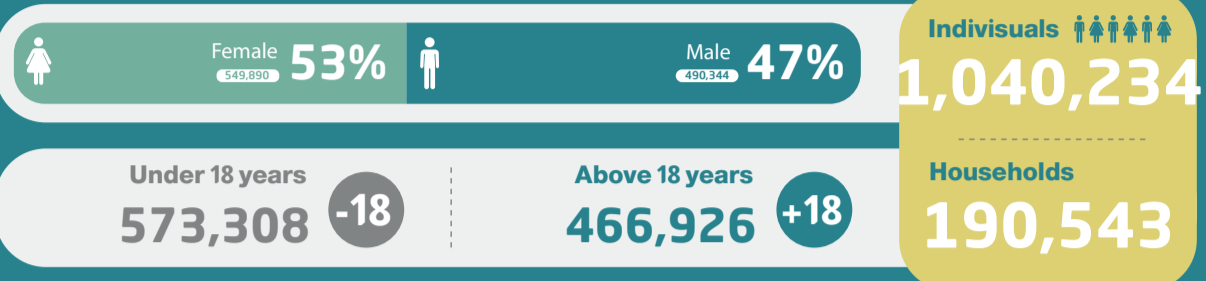 Female 53%
549,890
Male 47%
490,344
Indivisuals
1,040,234
Under 18 years
573,308
-18
Above 18 years
466,926
+18
Households
190,543